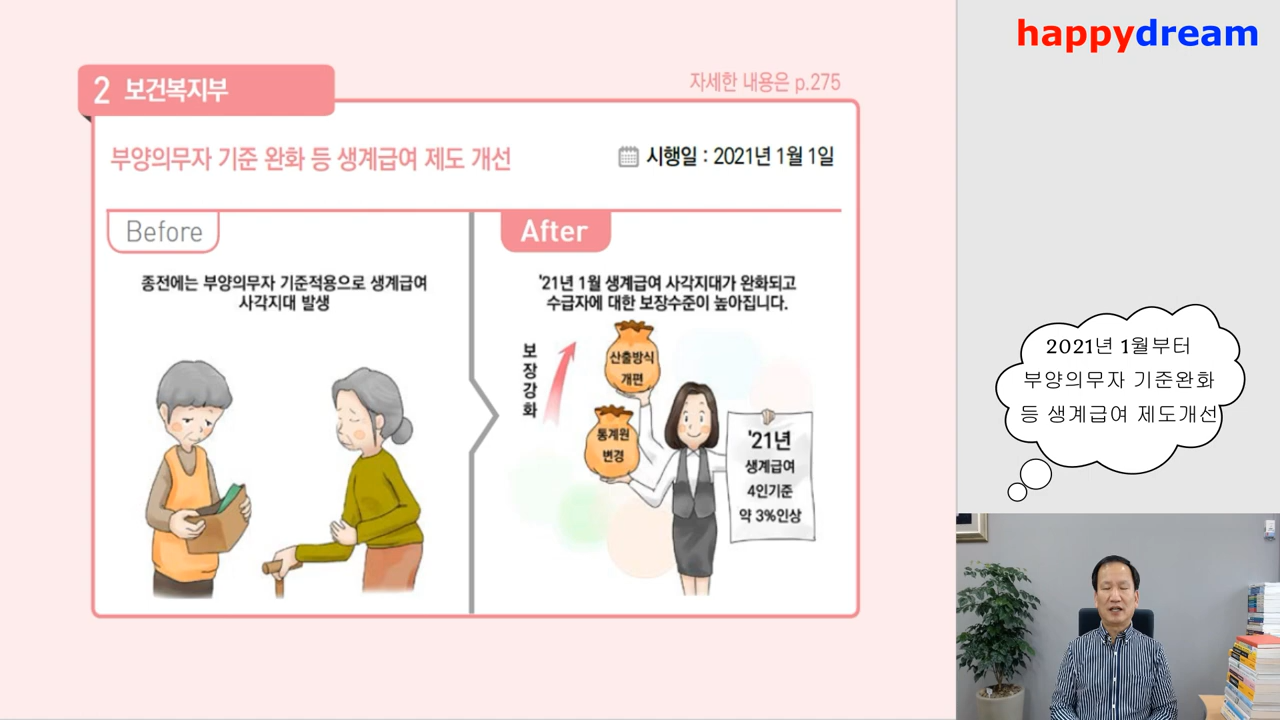 happydream
2 보건복지부
자세한 내용은 p.275
부양의무자 기준 완화 등 생계급여 제도 개선
시행일 : 2021년 1월 1일
Before
종전에는 부양의무자 기준적용으로 생계급여
사각지대 발생
After
'21년 1월 생계급여 사각지대가 완화되고
수급자에 대한 보장수준이 높아집니다.
보장강화
산출방식
개편
통계원
변경
'21년
생계급여
4인기준
약 3%인상
2021년 1월부터
부양의무자 기준완화
등 생계급여 제도개선